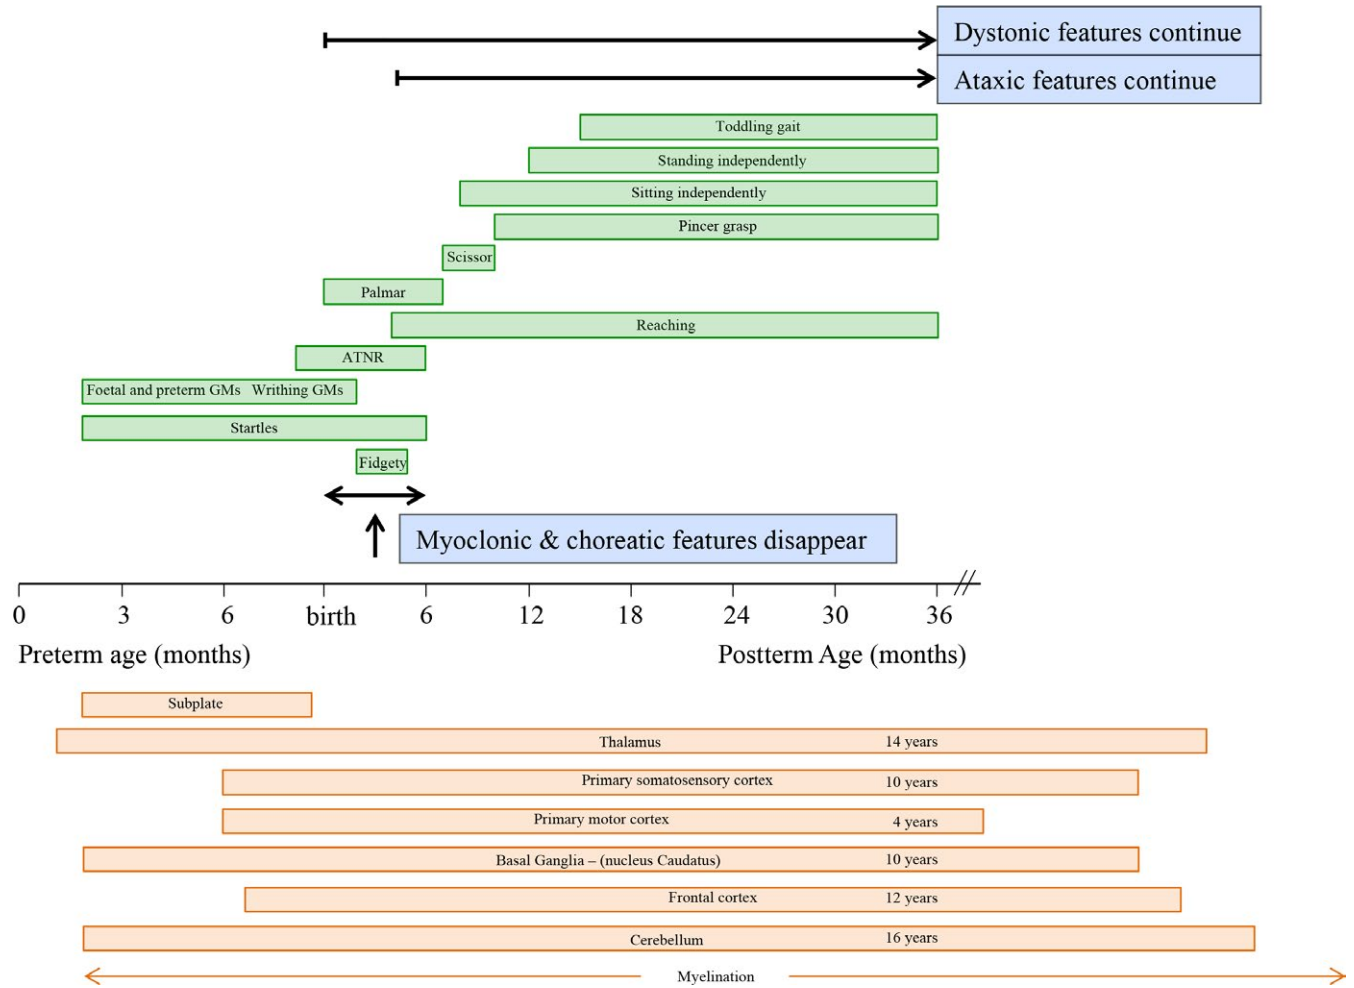 Dystonic features continue
Ataxic features continue
Toddling gait
Standing independently
Sitting independently
Pincer grasp
Scissor
Palmar
Reaching
ATNR
Foetal and preterm GMs Writhing GMs
Startles
Fidgety
Myoclonic & choreatic features disappear
0 3 6 birth 6 12 18 24 30 36
Preterm age (months) Postterm Age (months)
Subplate
Thalamus 14 years
Primary somatosensory cortex 10 years
Primary motor cortex 4 years
Basal Ganglia – (nucleus Caudatus) 10 years
Frontal cortex 12 years
Cerebellum 16 years
Myelination